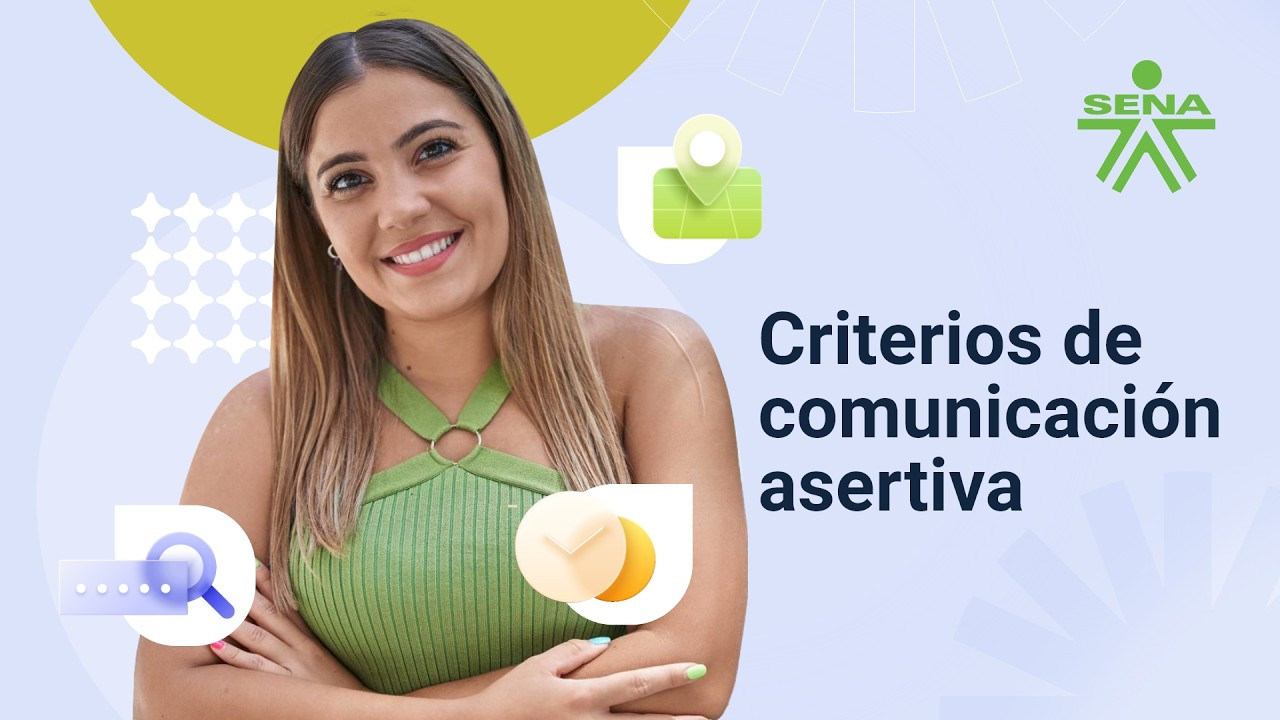 SENA
Criterios de
comunicación
asertiva